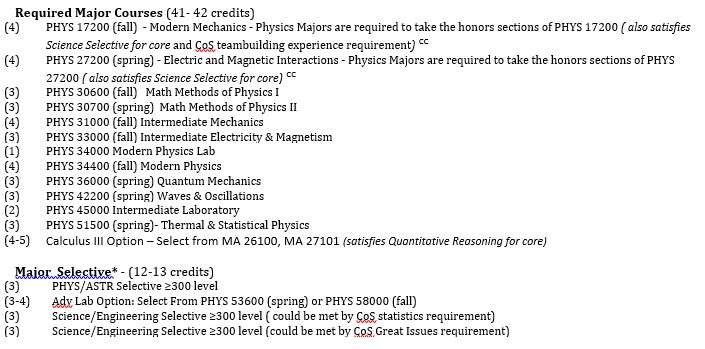 Required Major Courses (41- 42 credits)
(4) PHYS 17200 (fall) - Modern Mechanics - Physics Majors are required to take the honors sections of PHYS 17200 ( also satisfies
Science Selective for core and CoS teambuilding experience requirement) CC
(4) PHYS 27200 (spring) - Electric and Magnetic Interactions - Physics Majors are required to take the honors sections of PHYS
27200 ( also satisfies Science Selective for core) CC
(3) PHYS 30600 (fall) Math Methods of Physics I
(3) PHYS 30700 (spring) Math Methods of Physics II
(4) PHYS 31000 (fall) Intermediate Mechanics
(3) PHYS 33000 (fall) Intermediate Electricity & Magnetism
(1) PHYS 34000 Modern Physics Lab
(4) PHYS 34400 (fall) Modern Physics
(3) PHYS 36000 (spring) Quantum Mechanics
(3) PHYS 42200 (spring) Waves & Oscillations
(2) PHYS 45000 Intermediate Laboratory
(3) PHYS 51500 (spring)- Thermal & Statistical Physics
(4-5) Calculus III Option – Select from MA 26100, MA 27101 (satisfies Quantitative Reasoning for core)
Major Selective* - (12-13 credits)
(3) PHYS/ASTR Selective ≥300 level
(3-4) Adv Lab Option: Select From PHYS 53600 (spring) or PHYS 58000 (fall)
(3) Science/Engineering Selective ≥300 level ( could be met by CoS statistics requirement)
(3) Science/Engineering Selective ≥300 level (could be met by CoS Great Issues requirement)